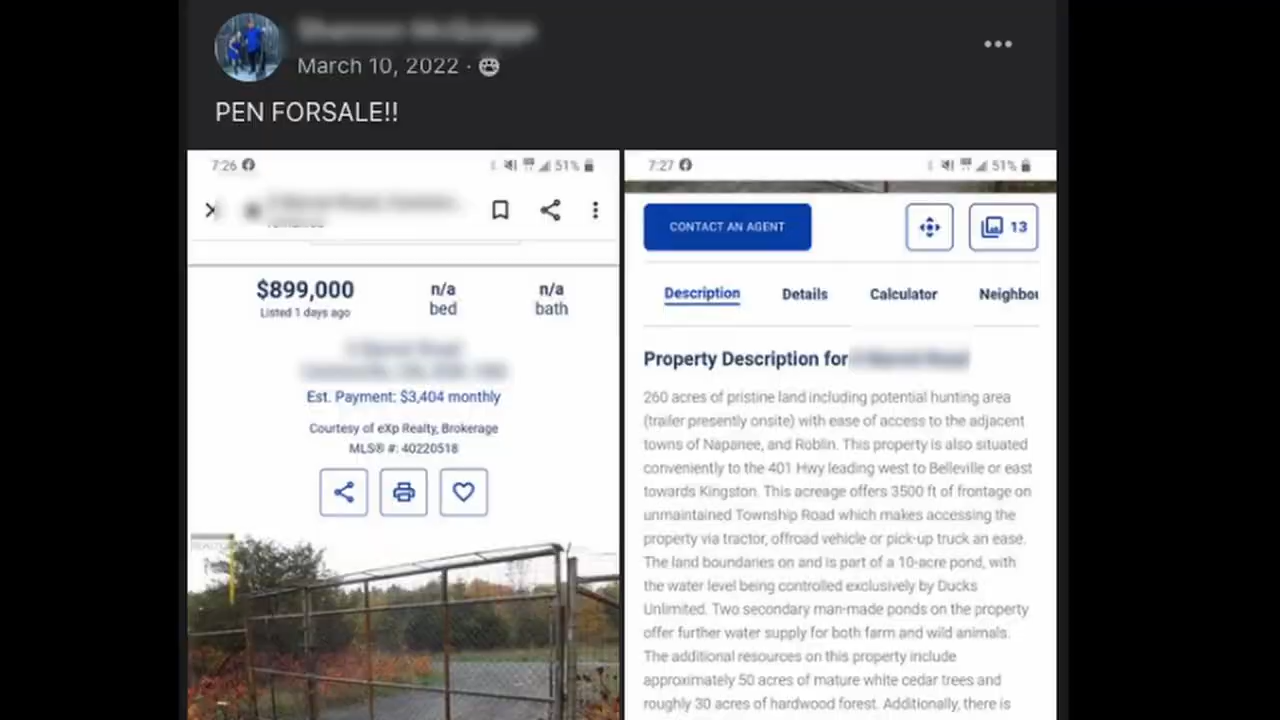 March 10, 2022 ·
PEN FORSALE!!
7:26
51%
$899,000
n/a
n/a
Listed 1 days ago
bed
bath
Est. Payment: $3,404 monthly
Courtesy of eXp Realty, Brokerage
MLS® #: 40220518
7:27
51%
CONTACT AN AGENT
13
Description
Details
Calculator
Neighbou
Property Description for
260 acres of pristine land including potential hunting area
(trailer presently onsite) with ease of access to the adjacent
towns of Napanee, and Roblin. This property is also situated
conveniently to the 401 Hwy leading west to Belleville or east
towards Kingston. This acreage offers 3500 ft of frontage on
unmaintained Township Road which makes accessing the
property via tractor, offroad vehicle or pick-up truck an ease.
The land boundaries on and is part of a 10-acre pond, with
the water level being controlled exclusively by Ducks
Unlimited. Two secondary man-made ponds on the property
offer further water supply for both farm and wild animals.
The additional resources on this property include
approximately 50 acres of mature white cedar trees and
roughly 30 acres of hardwood forest. Additionally, there is